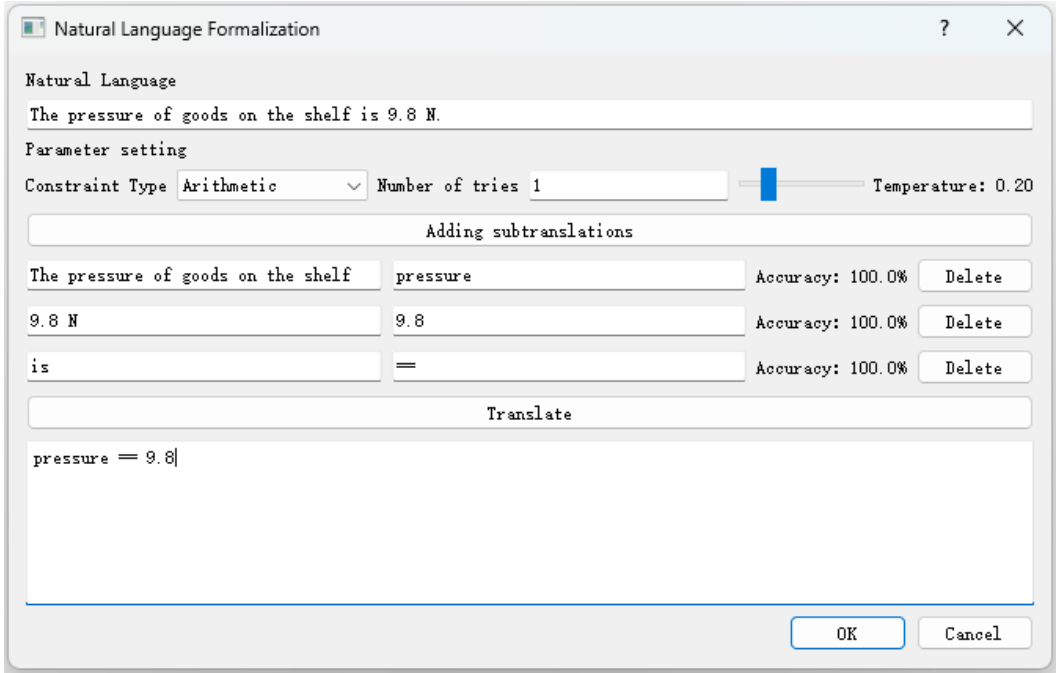 Natural Language Formalization ? ×
Natural Language
The pressure of goods on the shelf is 9.8 N.
Parameter setting
Constraint Type Arithmetic Number of tries 1 Temperature: 0.20
Adding subtranslations
The pressure of goods on the shelf pressure Accuracy: 100.0% Delete
9.8 N 9.8 Accuracy: 100.0% Delete
is == Accuracy: 100.0% Delete
Translate
pressure == 9.8
OK Cancel